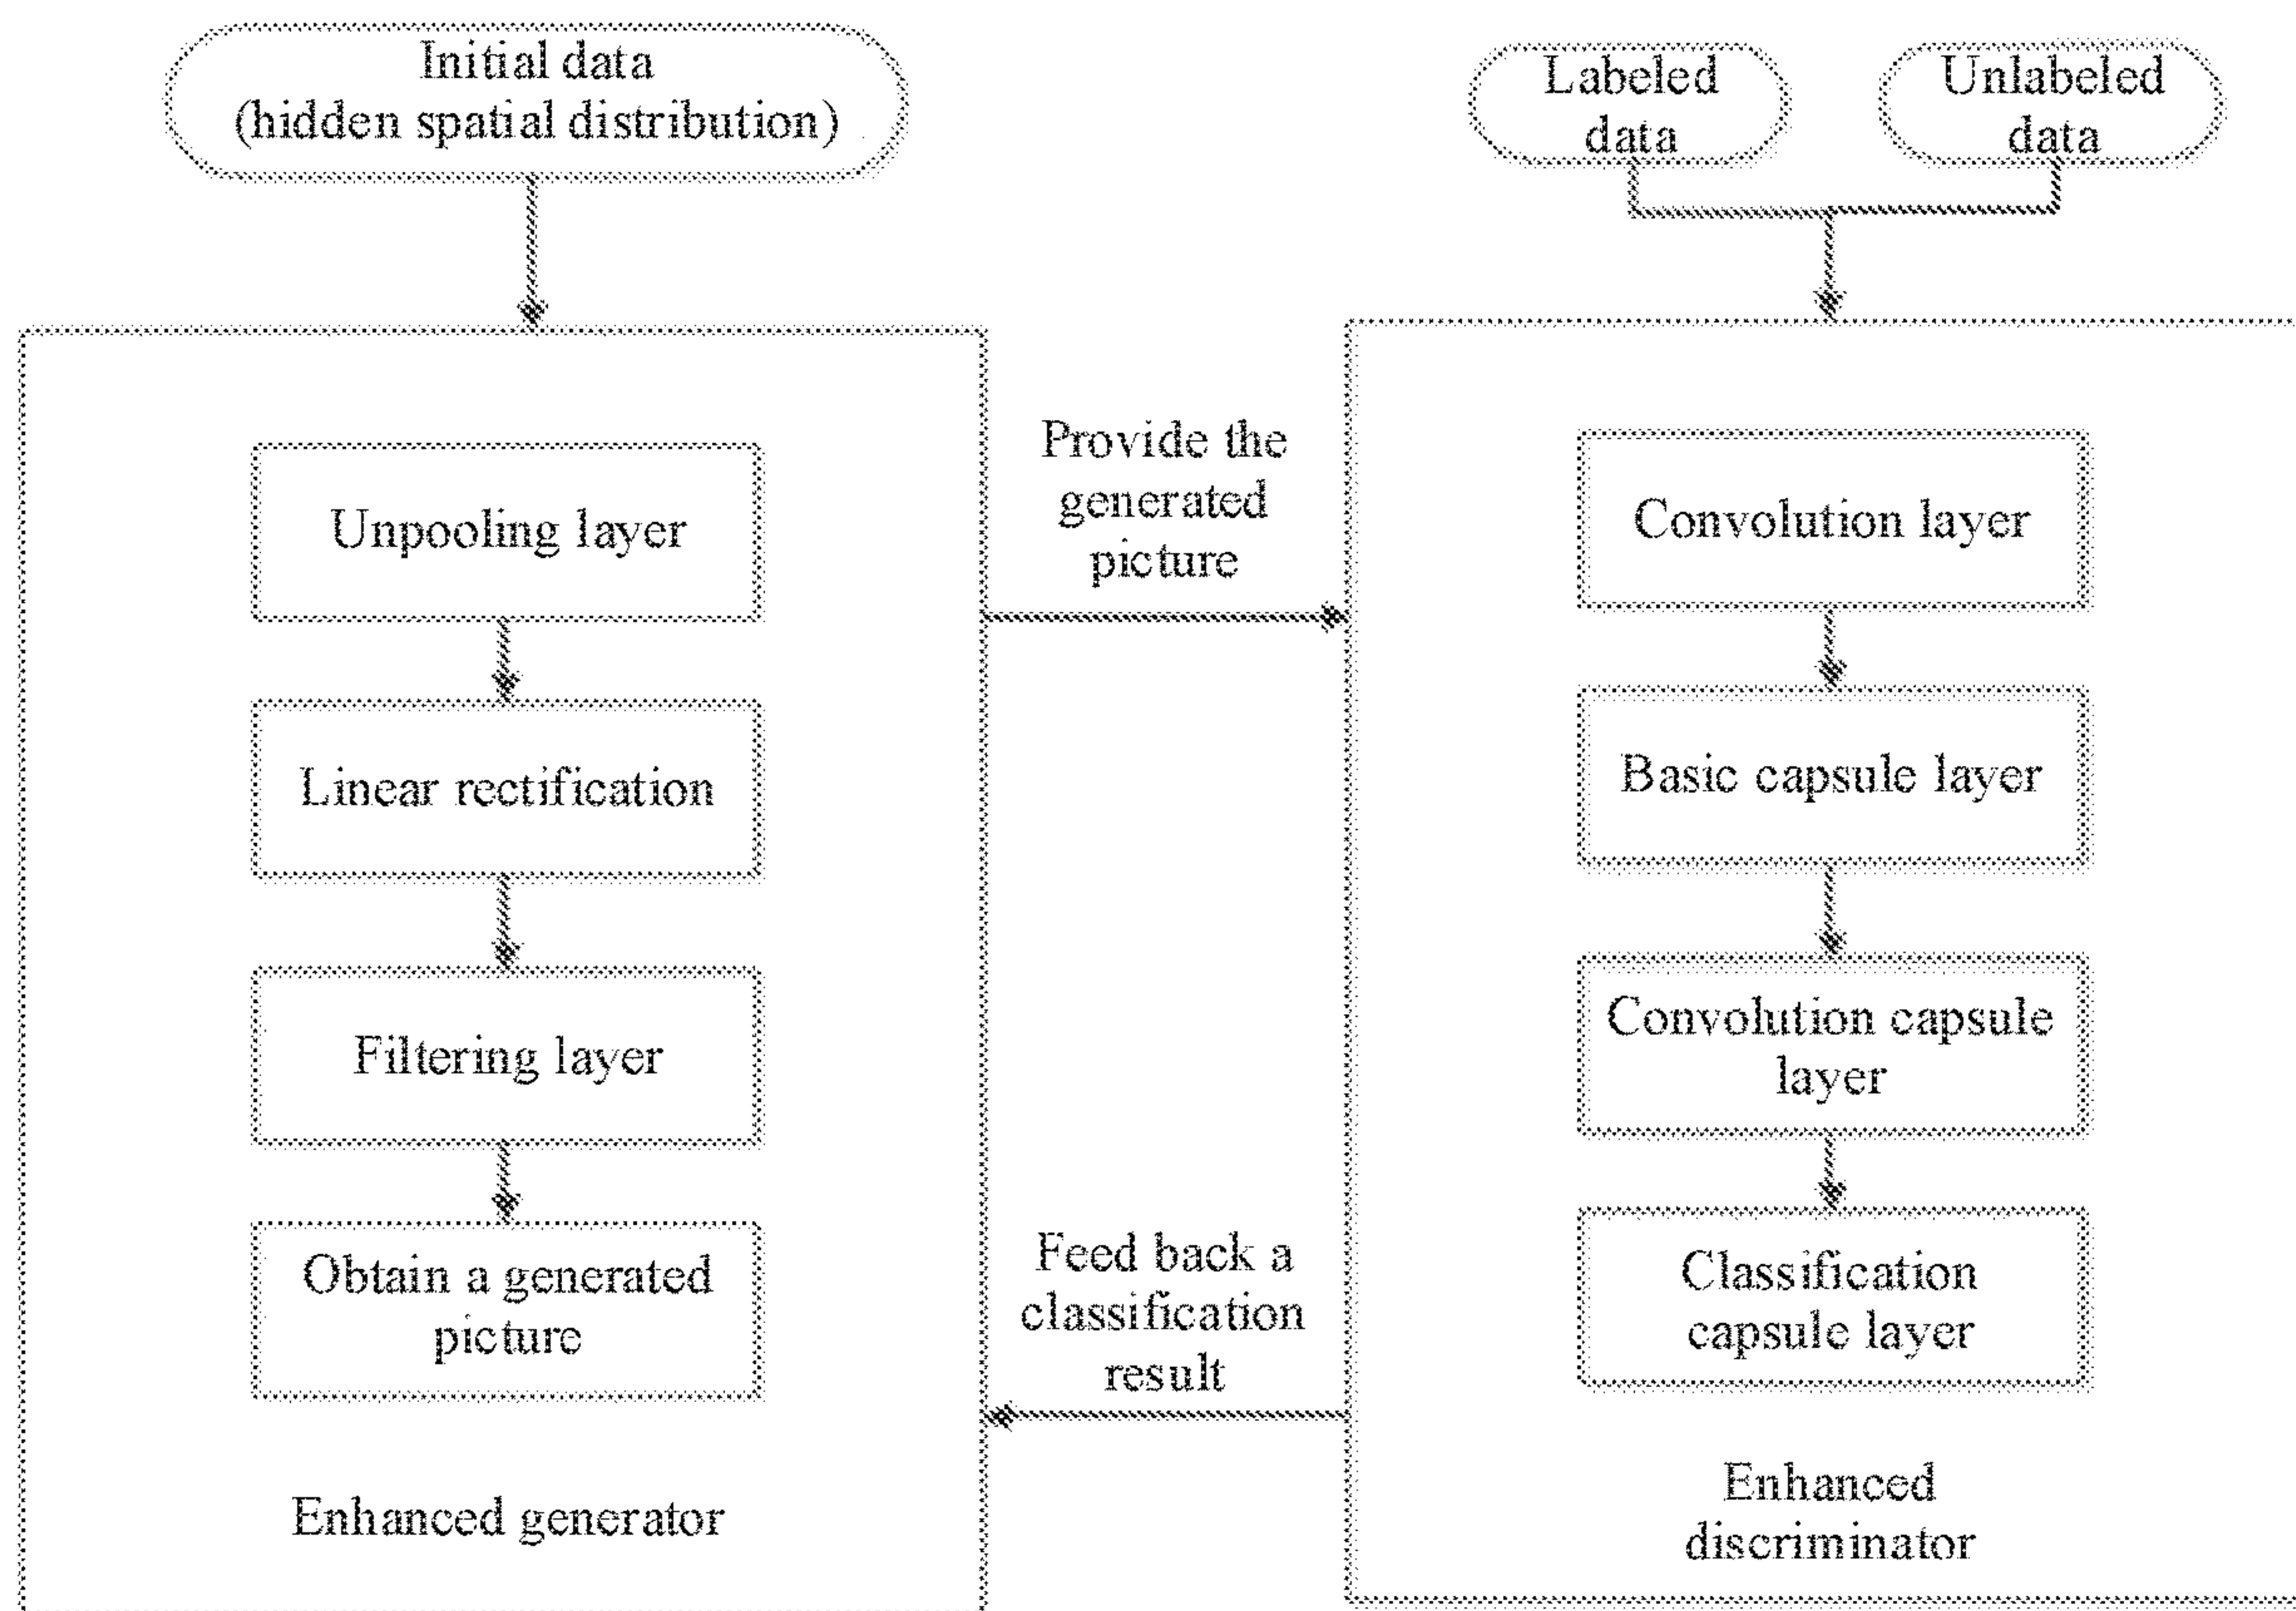 Initial data
(hidden spatial distribution)
Labeled
data
Unlabeled
data
Unpooling layer
Linear rectification
Filtering layer
Obtain a generated
picture
Enhanced generator
Provide the
generated
picture
Feed back a
classification
result
Convolution layer
Basic capsule layer
Convolution capsule
layer
Classification
capsule layer
Enhanced
discriminator